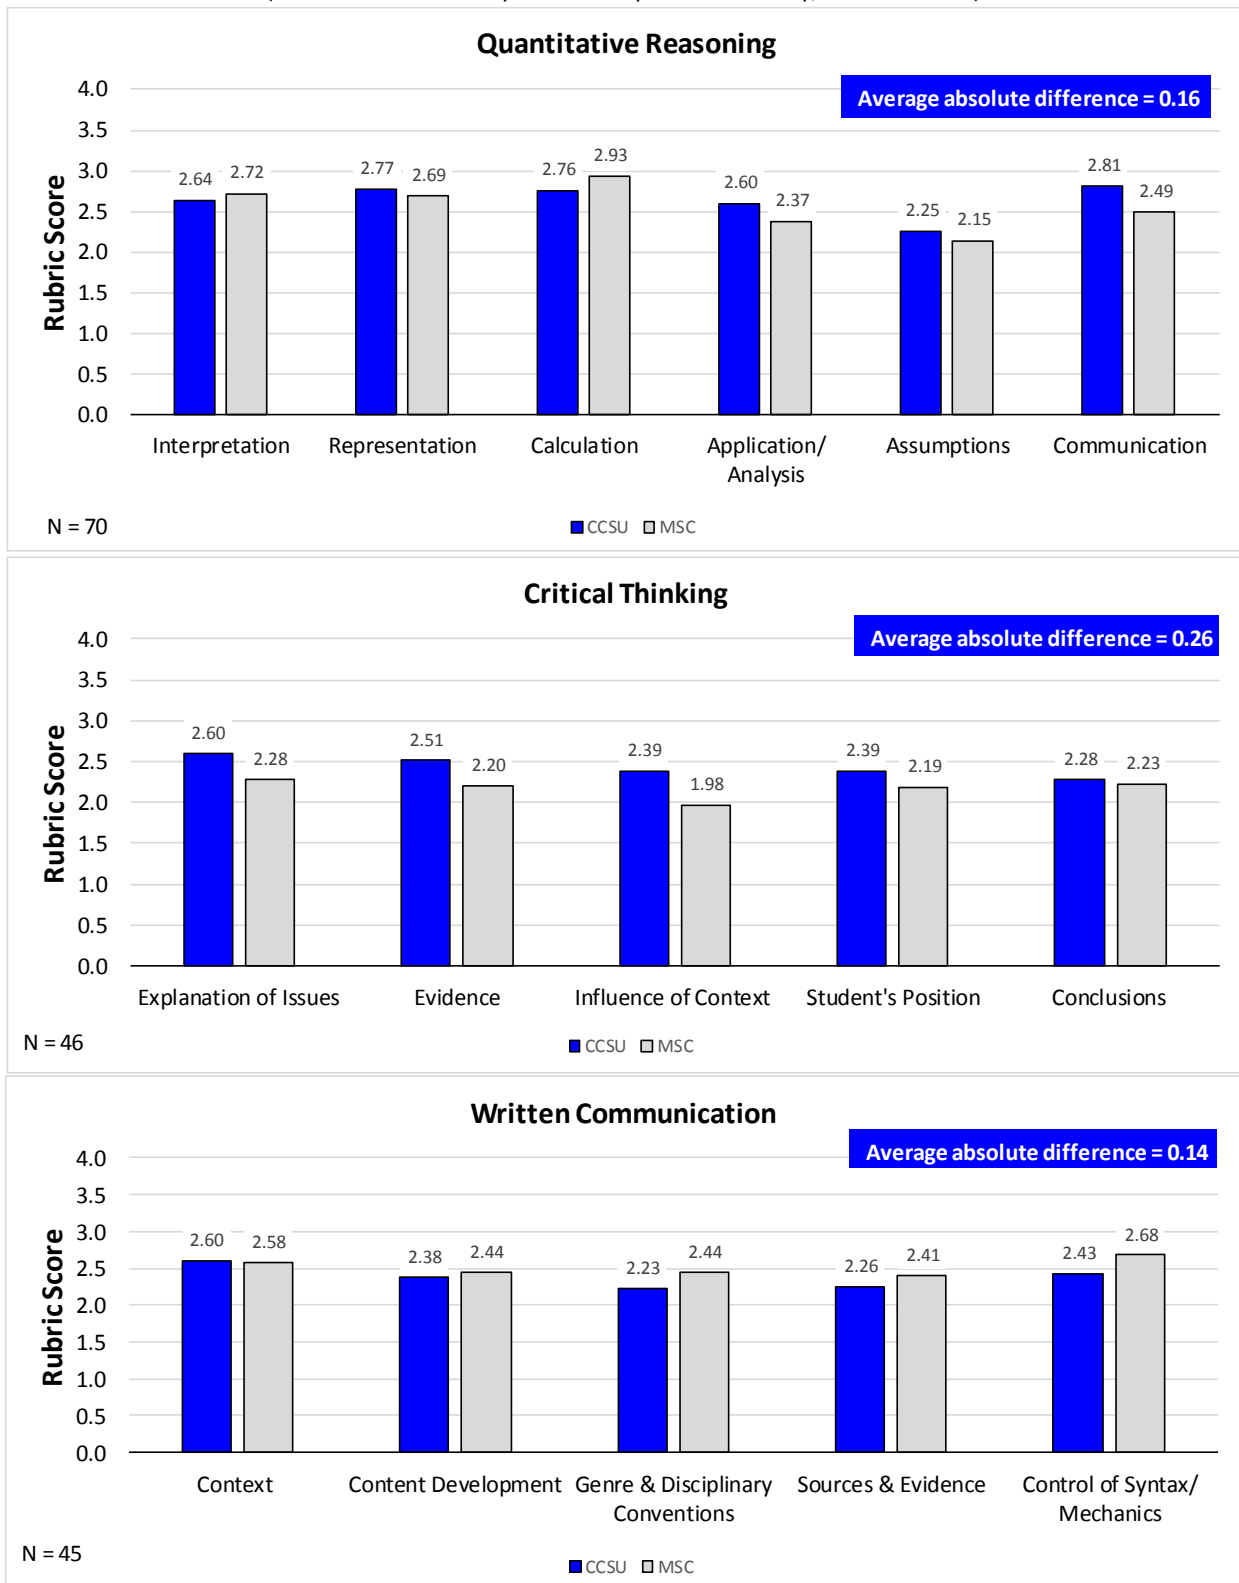 Quantitative Reasoning
Average absolute difference = 0.16
Rubric Score
4.0
3.5
3.0
2.5
2.0
1.5
1.0
0.5
0.0
2.64 2.72 2.77 2.69 2.76 2.93 2.60 2.37 2.25 2.15 2.81 2.49
Interpretation Representation Calculation Application/ Assumptions Communication
Analysis
N = 70
CCSU MSC
Critical Thinking
Average absolute difference = 0.26
Rubric Score
4.0
3.5
3.0
2.5
2.0
1.5
1.0
0.5
0.0
2.60 2.28 2.51 2.20 2.39 1.98 2.39 2.19 2.28 2.23
Explanation of Issues Evidence Influence of Context Student's Position Conclusions
N = 46
CCSU MSC
Written Communication
Average absolute difference = 0.14
Rubric Score
4.0
3.5
3.0
2.5
2.0
1.5
1.0
0.5
0.0
2.60 2.58 2.38 2.44 2.23 2.44 2.26 2.41 2.43 2.68
Context Content Development Genre & Disciplinary Sources & Evidence Control of Syntax/
Conventions Mechanics
N = 45
CCSU MSC